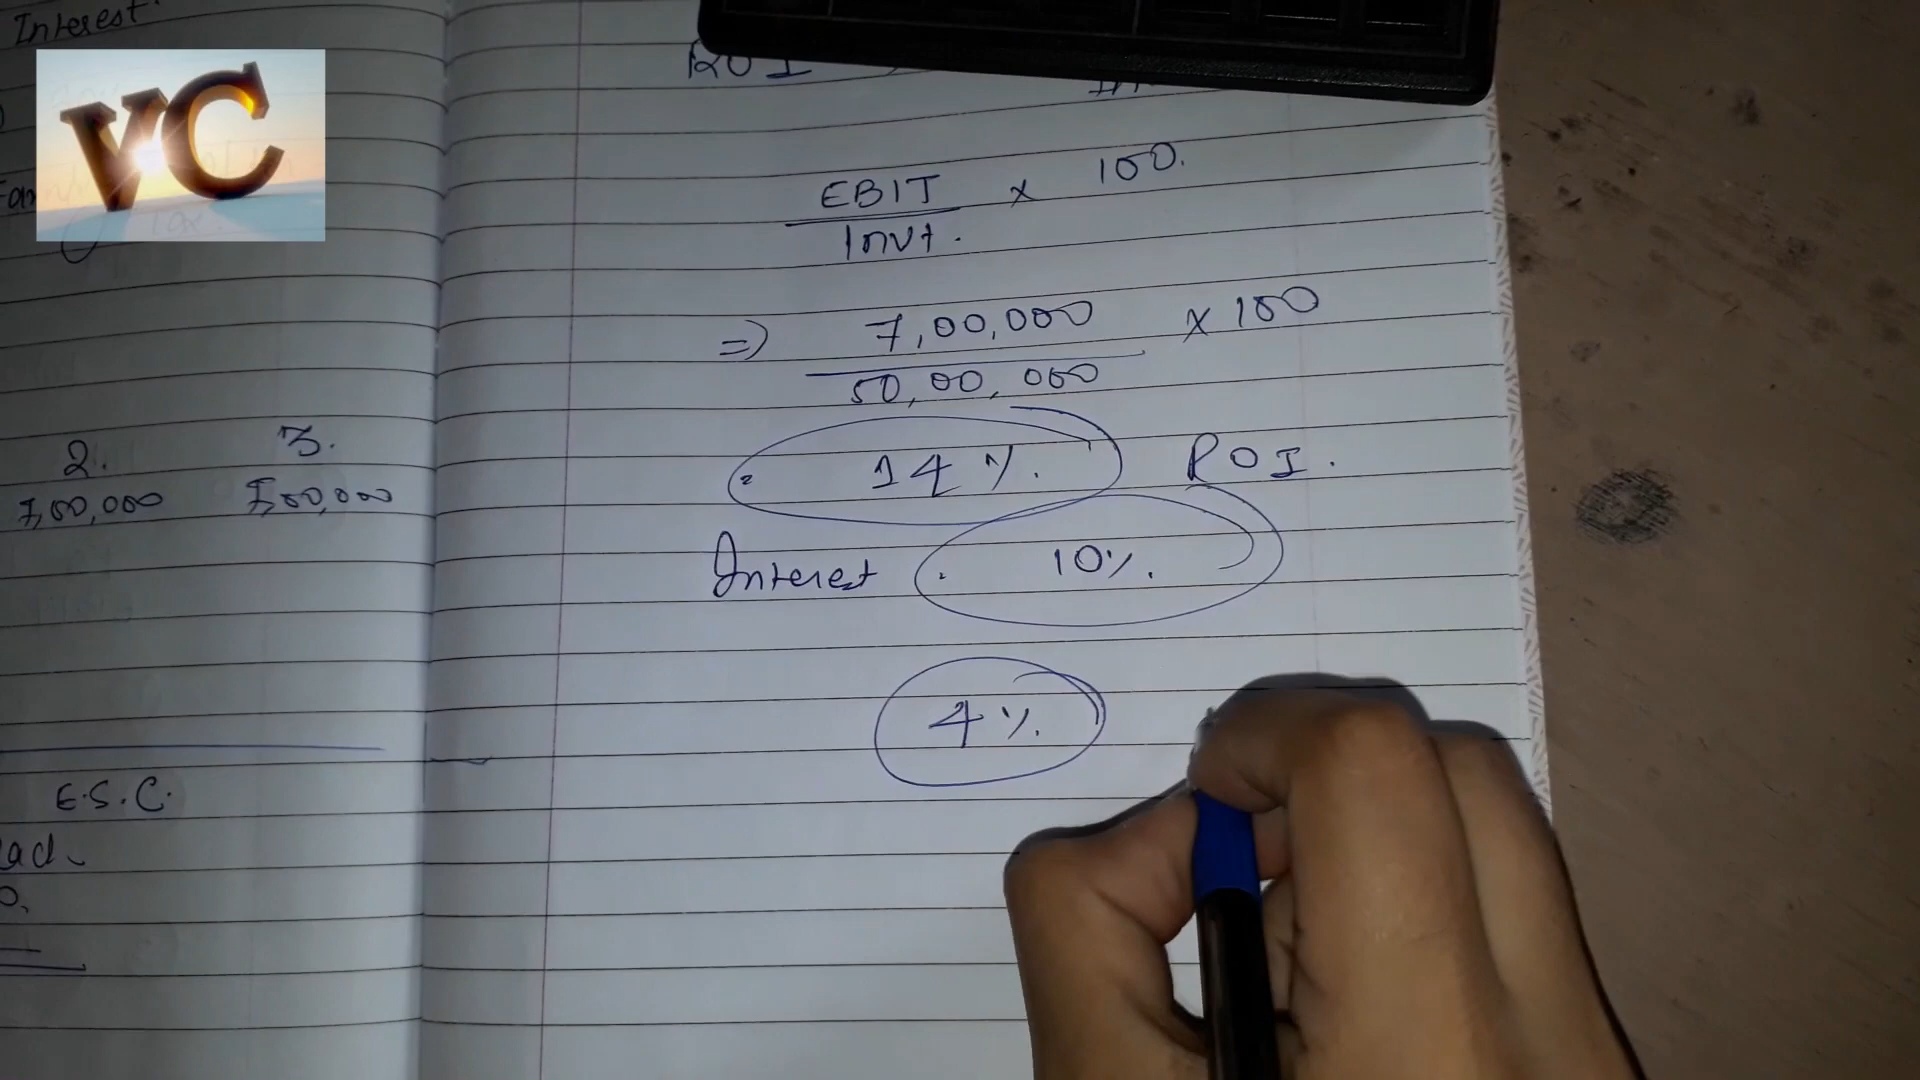 Interest
VC
2. 3.
7,00,000 7,00,000
E.S.C.
ROI
EBIT × 100.
Invt.
=> 7,00,000 × 100
50,00,000
= 14%. ROI.
Interest . 10%.
4%.